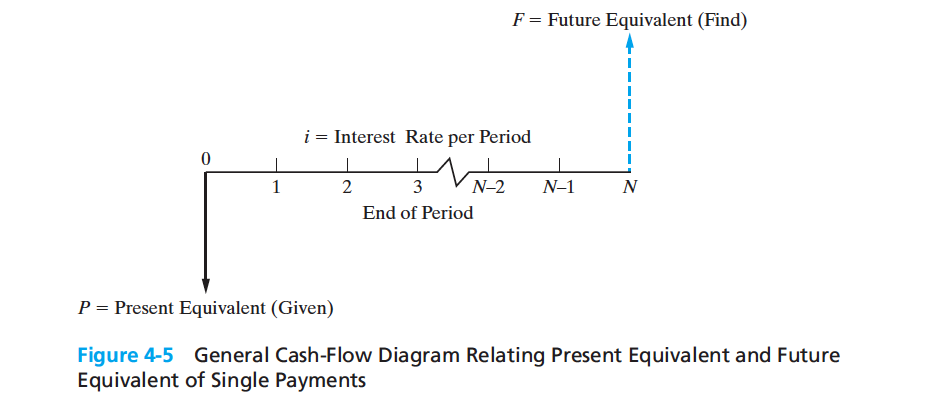 F = Future Equivalent (Find)
i = Interest Rate per Period
0
1 2 3 N–2 N–1 N
End of Period
P = Present Equivalent (Given)
Figure 4-5 General Cash-Flow Diagram Relating Present Equivalent and Future
Equivalent of Single Payments